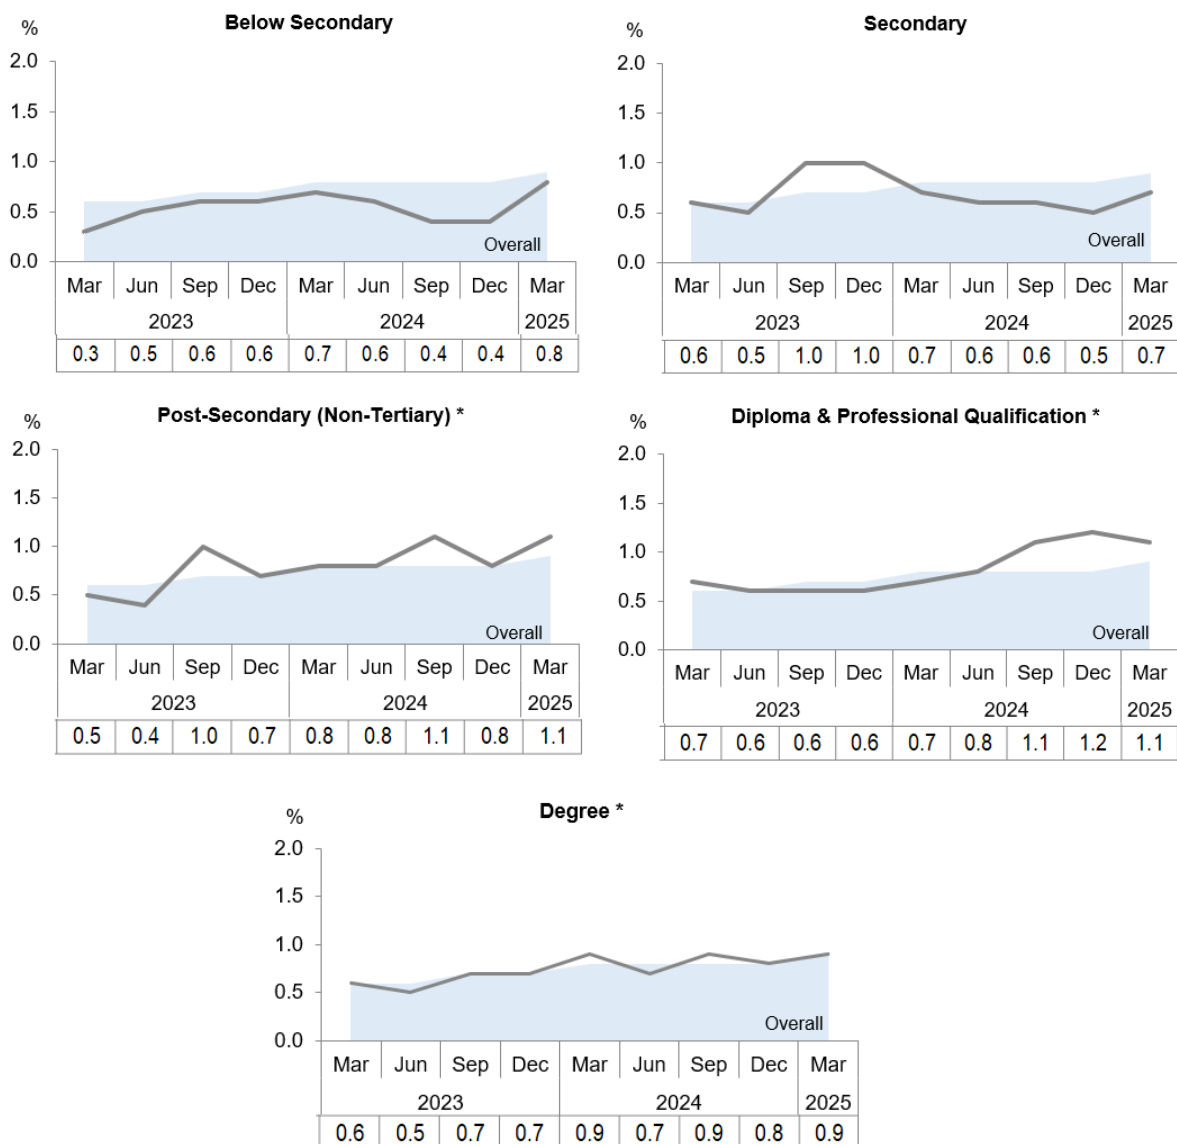 Below Secondary
%
2.0
1.5
1.0
0.5
0.0
Overall
Mar Jun Sep Dec Mar Jun Sep Dec Mar
2023 2024 2025
0.3 0.5 0.6 0.6 0.7 0.6 0.4 0.4 0.8
Secondary
%
2.0
1.5
1.0
0.5
0.0
Overall
Mar Jun Sep Dec Mar Jun Sep Dec Mar
2023 2024 2025
0.6 0.5 1.0 1.0 0.7 0.6 0.6 0.5 0.7
Post-Secondary (Non-Tertiary) *
%
2.0
1.5
1.0
0.5
0.0
Overall
Mar Jun Sep Dec Mar Jun Sep Dec Mar
2023 2024 2025
0.5 0.4 1.0 0.7 0.8 0.8 1.1 0.8 1.1
Diploma & Professional Qualification *
%
2.0
1.5
1.0
0.5
0.0
Overall
Mar Jun Sep Dec Mar Jun Sep Dec Mar
2023 2024 2025
0.7 0.6 0.6 0.6 0.7 0.8 1.1 1.2 1.1
Degree *
%
2.0
1.5
1.0
0.5
0.0
Overall
Mar Jun Sep Dec Mar Jun Sep Dec Mar
2023 2024 2025
0.6 0.5 0.7 0.7 0.9 0.7 0.9 0.8 0.9